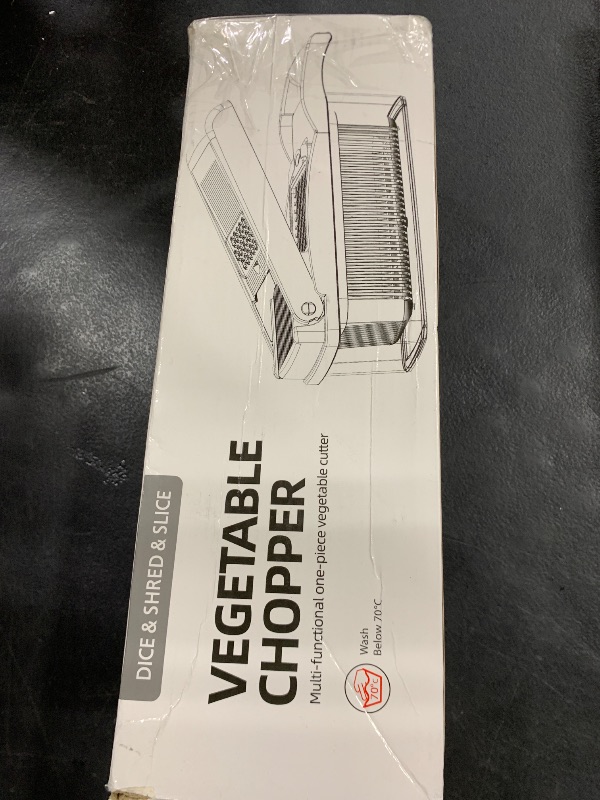 DICE & SHRED & SLICE
VEGETABLE
CHOPPER
Multi-functional one-piece vegetable cutter
70°c
Wash
Below 70°C